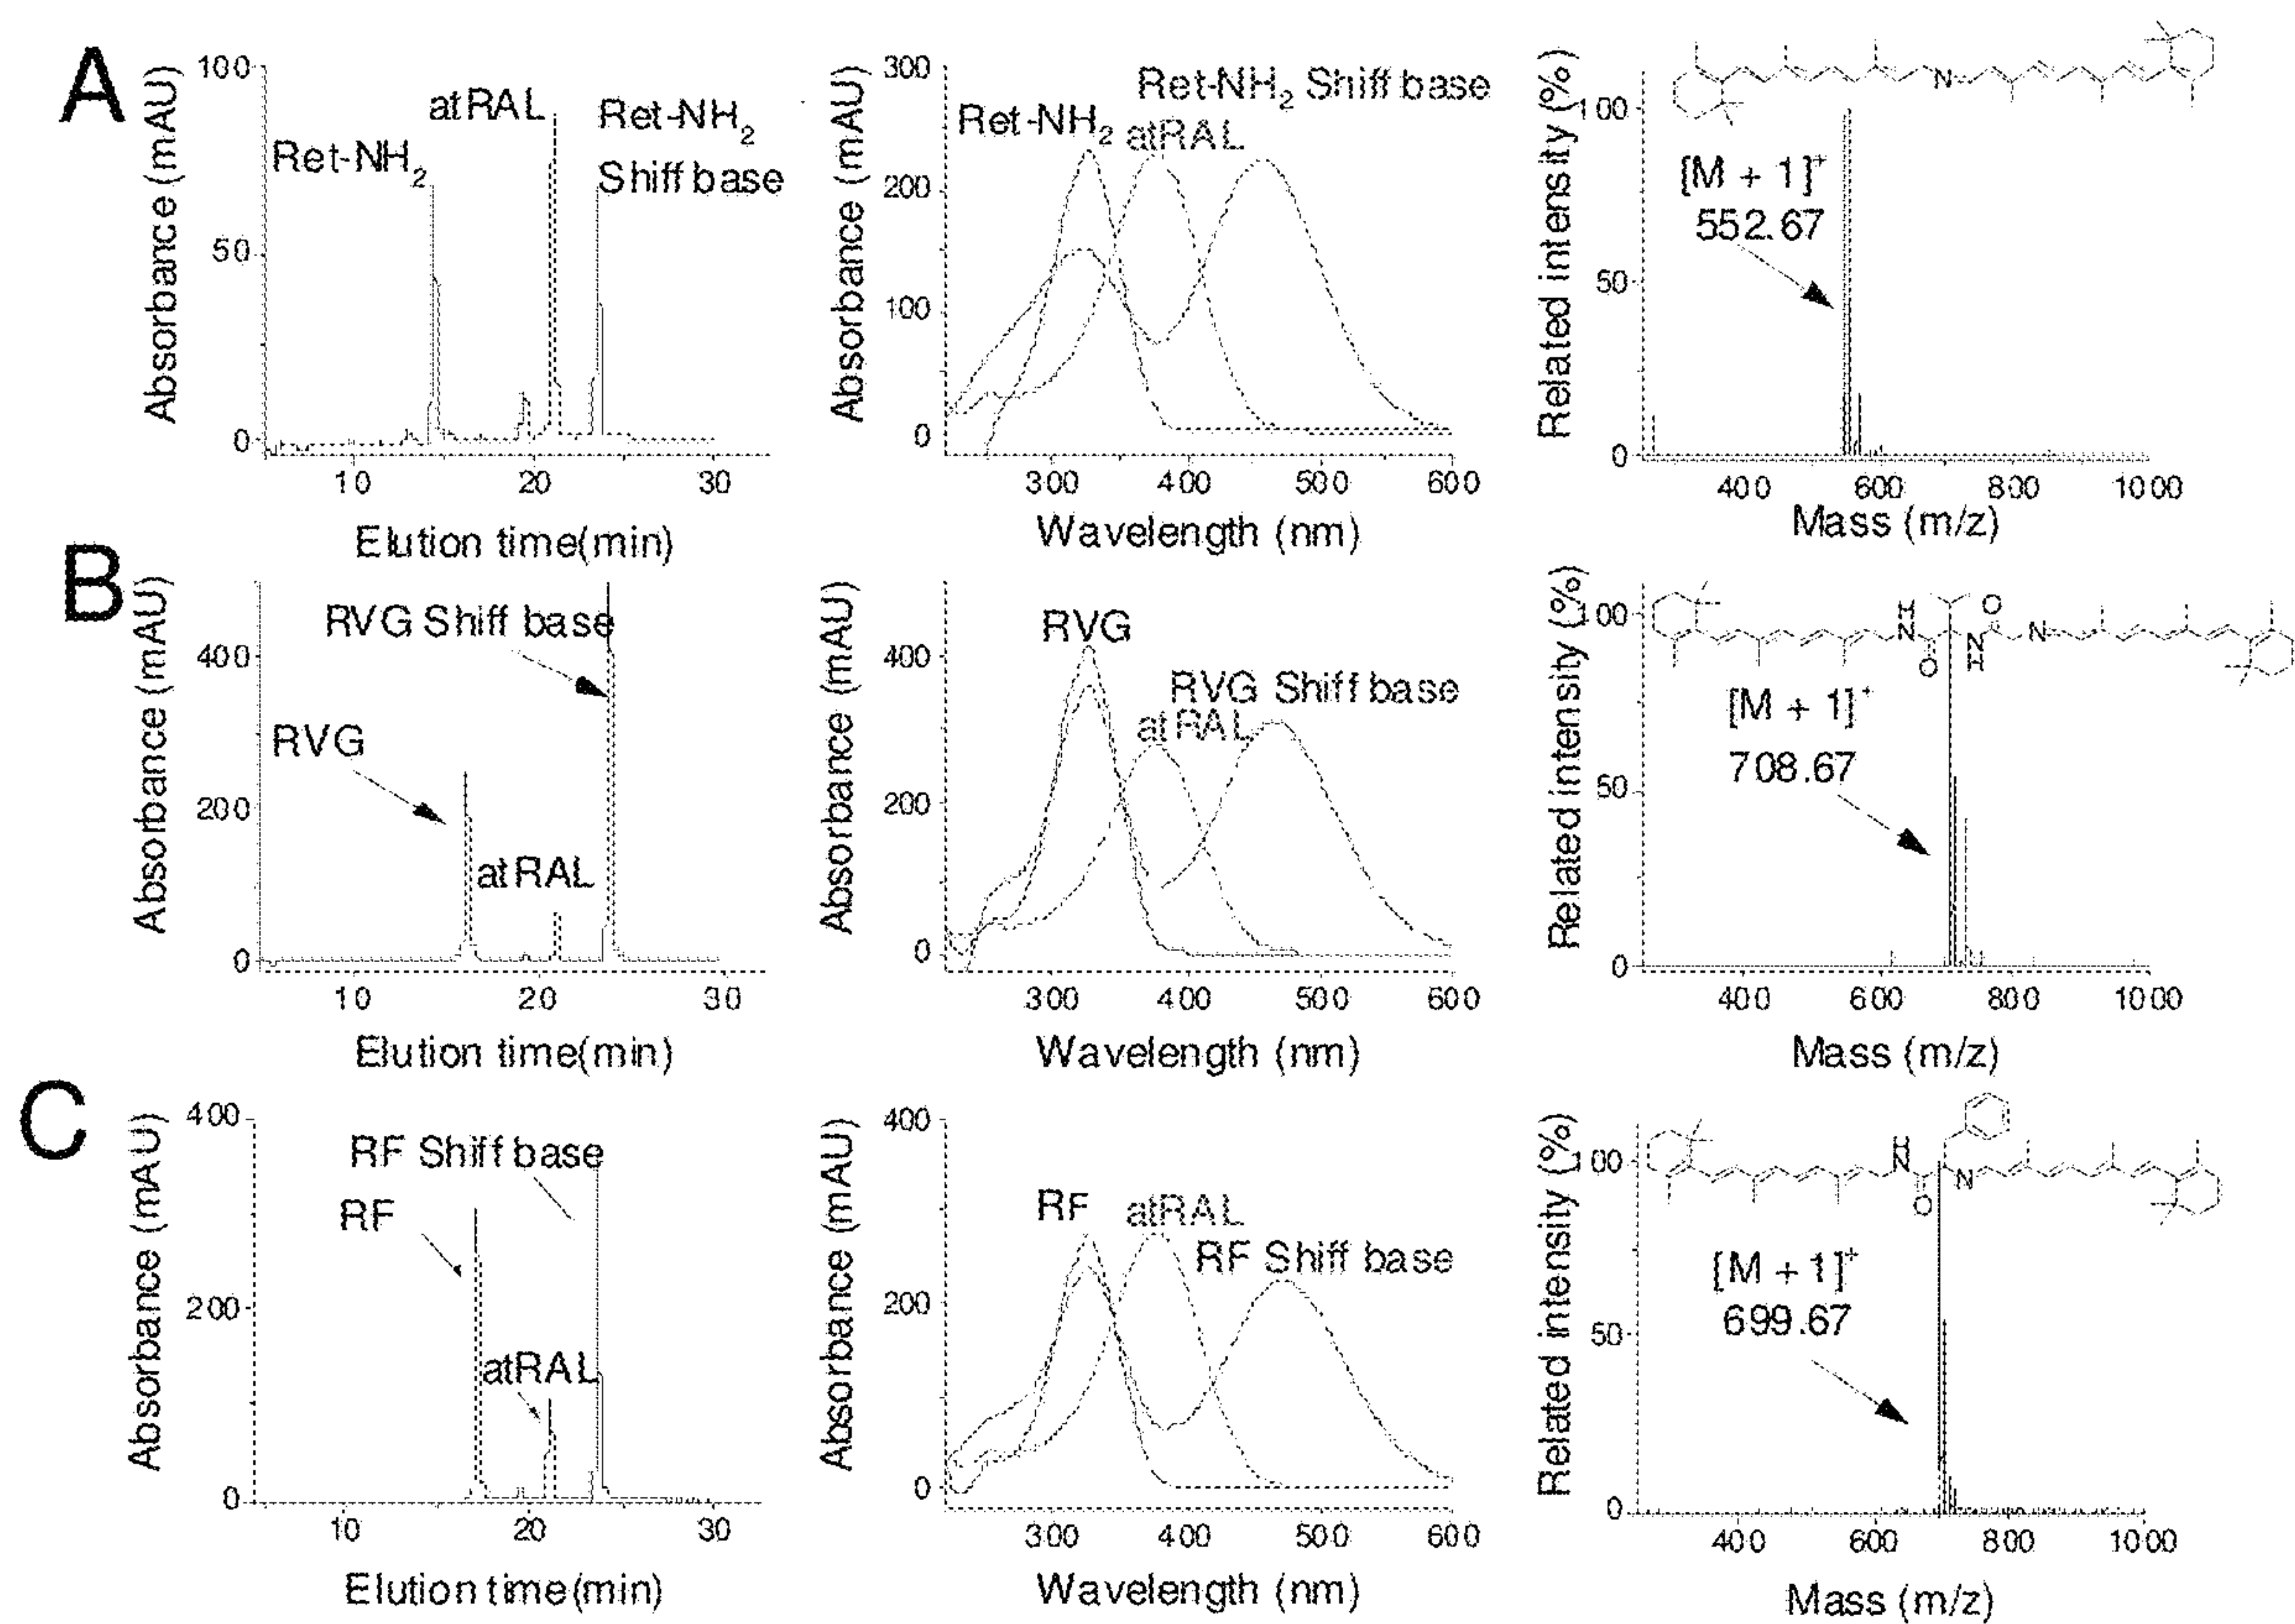 A
Absorbance (mAU)
100
50
0
Ret-NH2
atRAL
Ret-NH2
Shiff base
10 20 30
Elution time(min)
Absorbance (mAU)
300
200
100
0
Ret-NH2
Ret-NH2 Shiff base
atRAL
300 400 500 600
Wavelength (nm)
Related intensity (%)
100
50
0
N
[M + 1]+
552.67
400 600 800 1000
Mass (m/z)
B
Absorbance (mAU)
400
200
0
RVG Shiff base
RVG
atRAL
10 20 30
Elution time(min)
Absorbance (mAU)
400
200
0
RVG
RVG Shiff base
atRAL
300 400 500 600
Wavelength (nm)
Related intensity (%)
100
50
0
H
N
O
N
H
O
N
[M + 1]+
708.67
400 600 800 1000
Mass (m/z)
C
Absorbance (mAU)
400
200
0
RF Shiff base
RF
atRAL
10 20 30
Elution time(min)
Absorbance (mAU)
400
200
0
RF
atRAL
RF Shiff base
300 400 500 600
Wavelength (nm)
Related intensity (%)
100
50
0
H
N
O
N
[M + 1]+
699.67
400 600 800 1000
Mass (m/z)